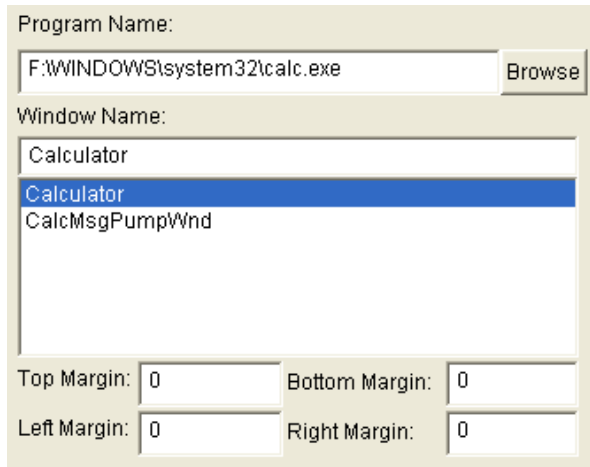 Program Name:
F:\WINDOWS\system32\calc.exe Browse
Window Name:
Calculator
Calculator
CalcMsgPumpWnd
Top Margin: 0 Bottom Margin: 0
Left Margin: 0 Right Margin: 0